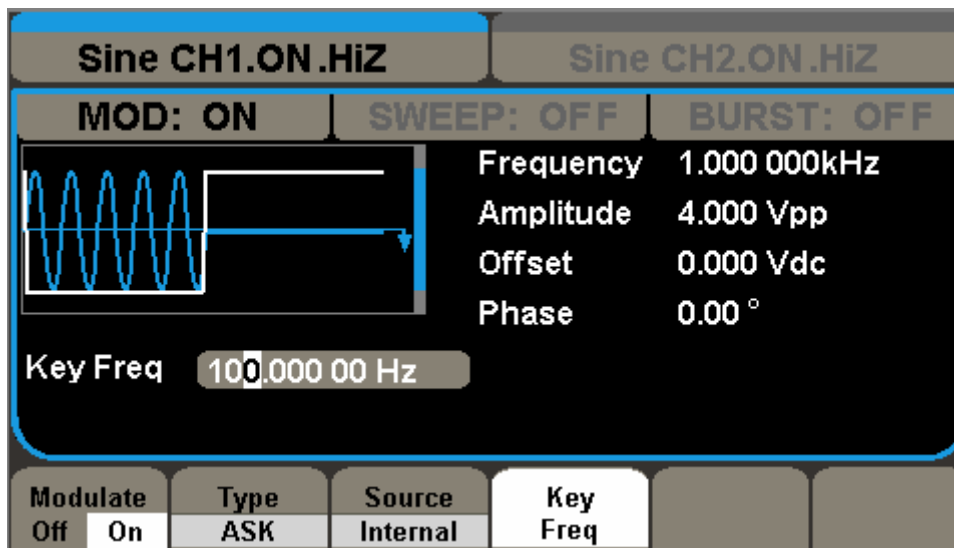 Sine CH1.ON.HiZ
Sine CH2.ON.HiZ
MOD: ON
SWEEP: OFF
BURST: OFF
Frequency 1.000 000kHz
Amplitude 4.000 Vpp
Offset 0.000 Vdc
Phase 0.00 °
Key Freq 100.000 00 Hz
Modulate
Off On
Type
ASK
Source
Internal
Key
Freq